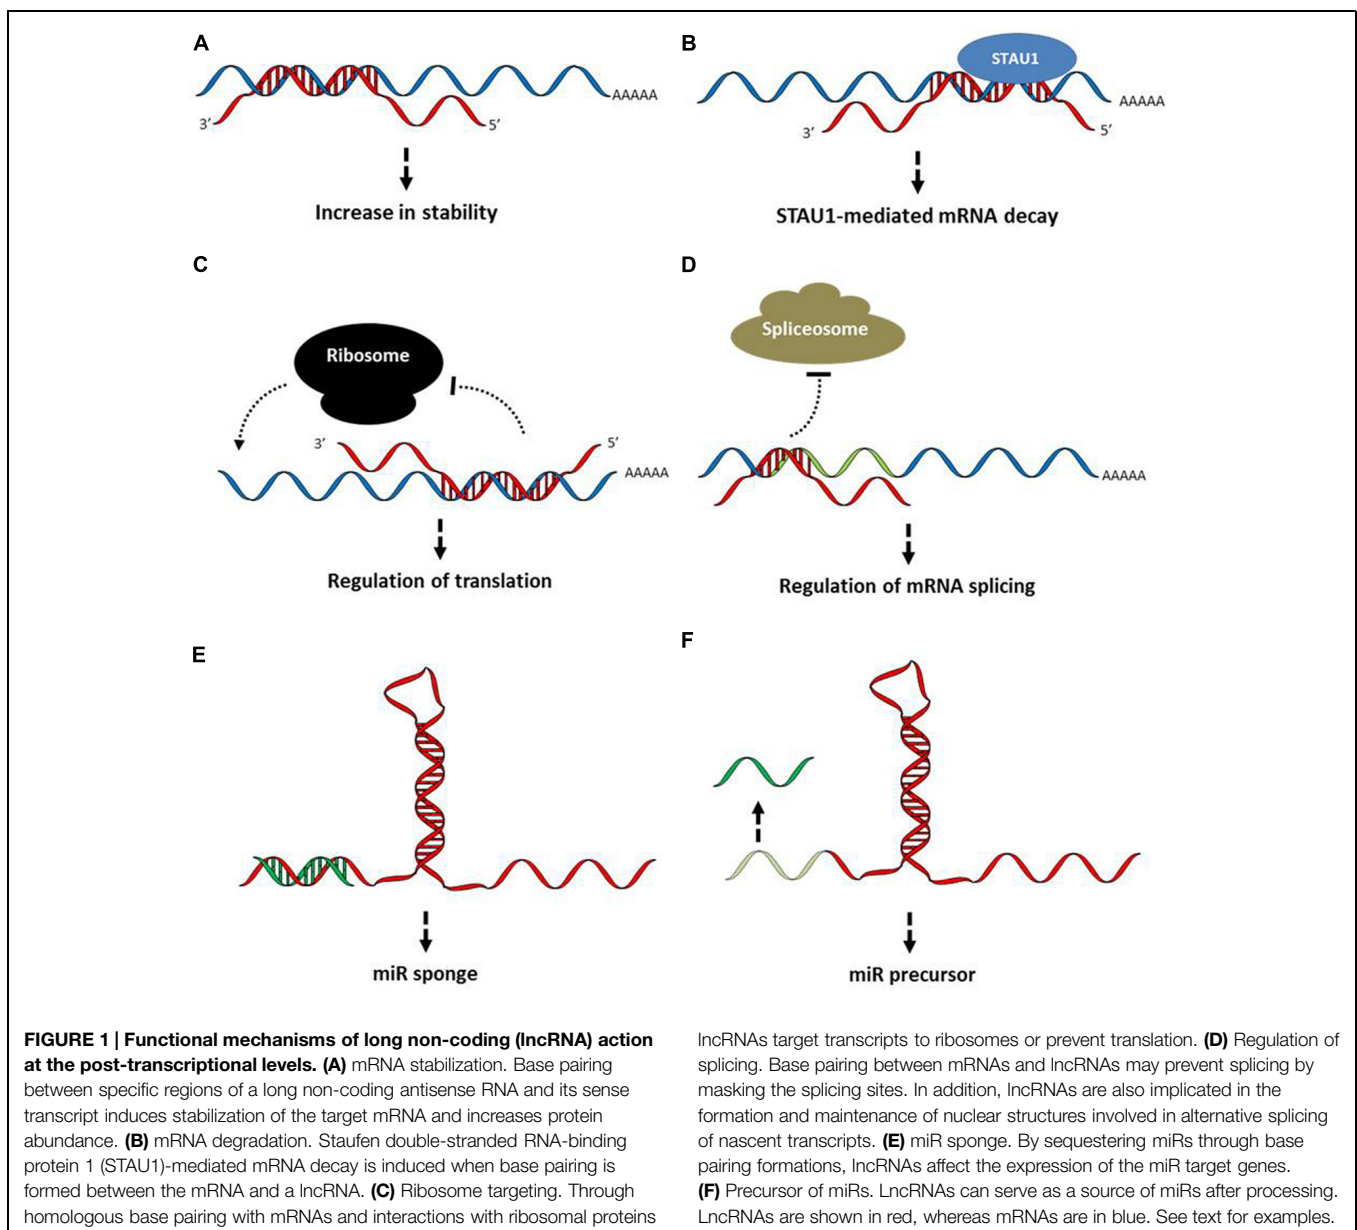 A
AAAAA
3’
5’
Increase in stability
B
STAU1
AAAAA
3’
5’
STAU1-mediated mRNA decay
C
Ribosome
3’
5’
AAAAA
Regulation of translation
D
Spliceosome
AAAAA
Regulation of mRNA splicing
E
miR sponge
F
miR precursor
FIGURE 1 | Functional mechanisms of long non-coding (lncRNA) action
at the post-transcriptional levels. (A) mRNA stabilization. Base pairing
between specific regions of a long non-coding antisense RNA and its sense
transcript induces stabilization of the target mRNA and increases protein
abundance. (B) mRNA degradation. Staufen double-stranded RNA-binding
protein 1 (STAU1)-mediated mRNA decay is induced when base pairing is
formed between the mRNA and a lncRNA. (C) Ribosome targeting. Through
homologous base pairing with mRNAs and interactions with ribosomal proteins
lncRNAs target transcripts to ribosomes or prevent translation. (D) Regulation of
splicing. Base pairing between mRNAs and lncRNAs may prevent splicing by
masking the splicing sites. In addition, lncRNAs are also implicated in the
formation and maintenance of nuclear structures involved in alternative splicing
of nascent transcripts. (E) miR sponge. By sequestering miRs through base
pairing formations, lncRNAs affect the expression of the miR target genes.
(F) Precursor of miRs. LncRNAs can serve as a source of miRs after processing.
LncRNAs are shown in red, whereas mRNAs are in blue. See text for examples.